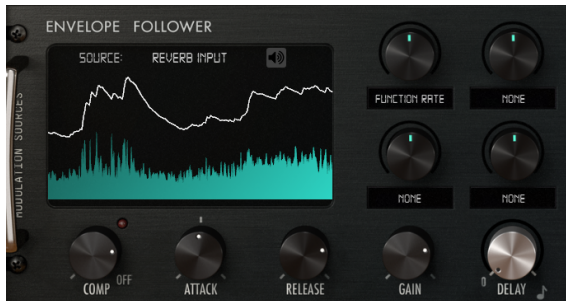 ENVELOPE FOLLOWER
SOURCE: REVERB INPUT
FUNCTION RATE
NONE
MODULATION SOURCES
NONE
NONE
OFF
0
COMP
ATTACK
RELEASE
GAIN
DELAY